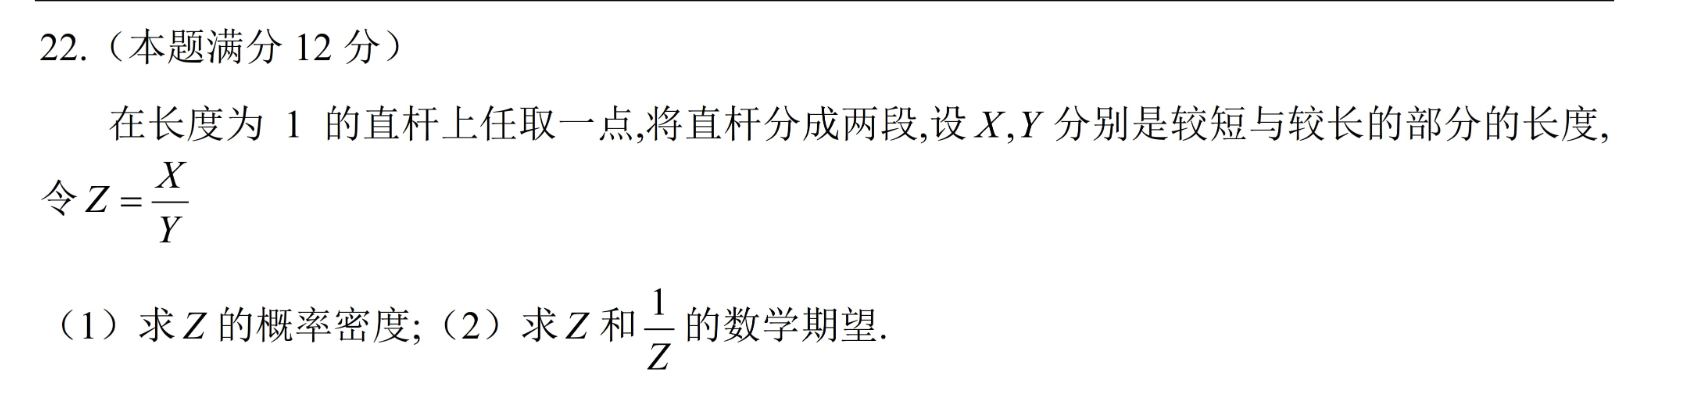 22.（本题满分 12 分）
在长度为 1 的直杆上任取一点,将直杆分成两段,设 X,Y 分别是较短与较长的部分的长度,
令 Z = X/Y
（1）求 Z 的概率密度;（2）求 Z 和 1/Z 的数学期望.